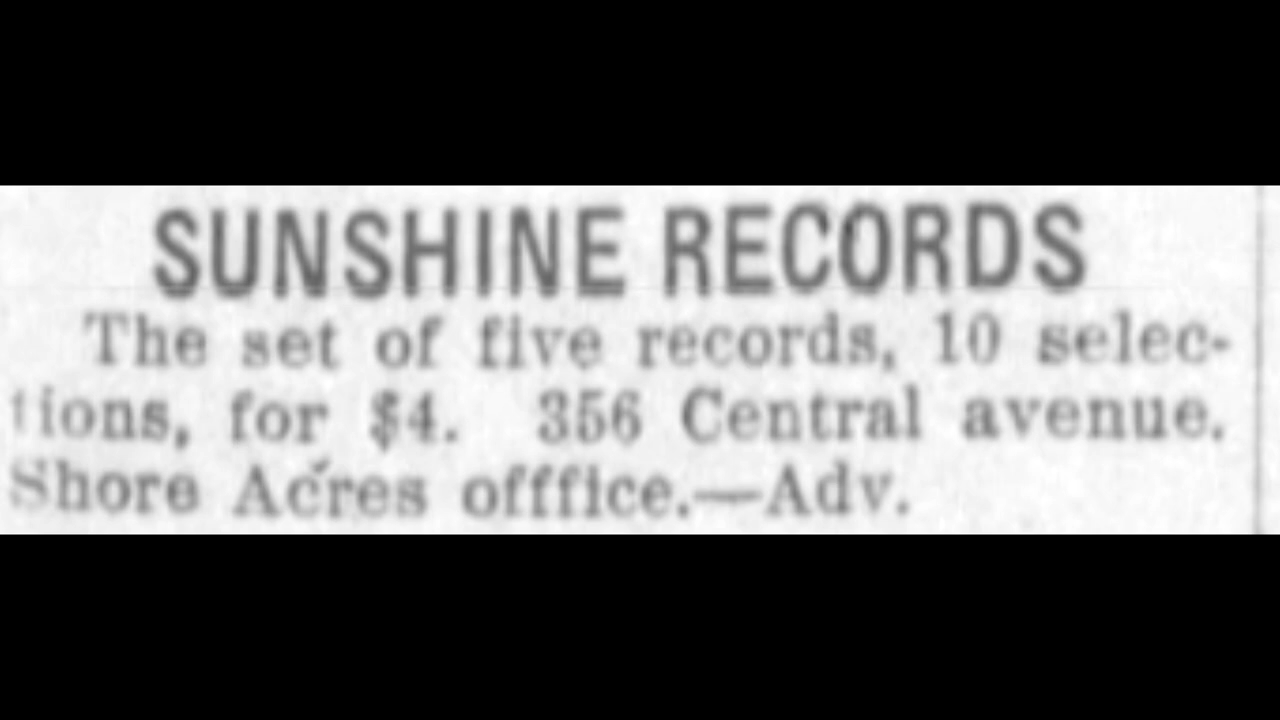 SUNSHINE RECORDS
The set of five records, 10 selec-
tions, for $4. 356 Central avenue.
Shore Acres offfice.—Adv.